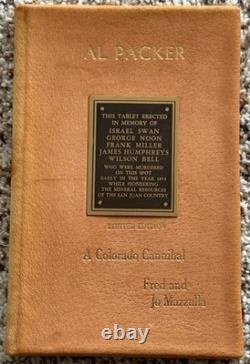 AL PACKER
THIS TABLET ERECTED
IN MEMORY OF
ISRAEL SWAN
GEORGE NOON
FRANK MILLER
JAMES HUMPHREYS
WILSON BELL
WHO WERE MURDERED
ON THIS SPOT
EARLY IN THE YEAR 1874
WHILE PIONEERING
THE MINERAL RESOURCES
OF THE SAN JUAN COUNTRY
LIMITED EDITION
A Colorado Cannibal
Fred and
Jo Mazzulla
ebay